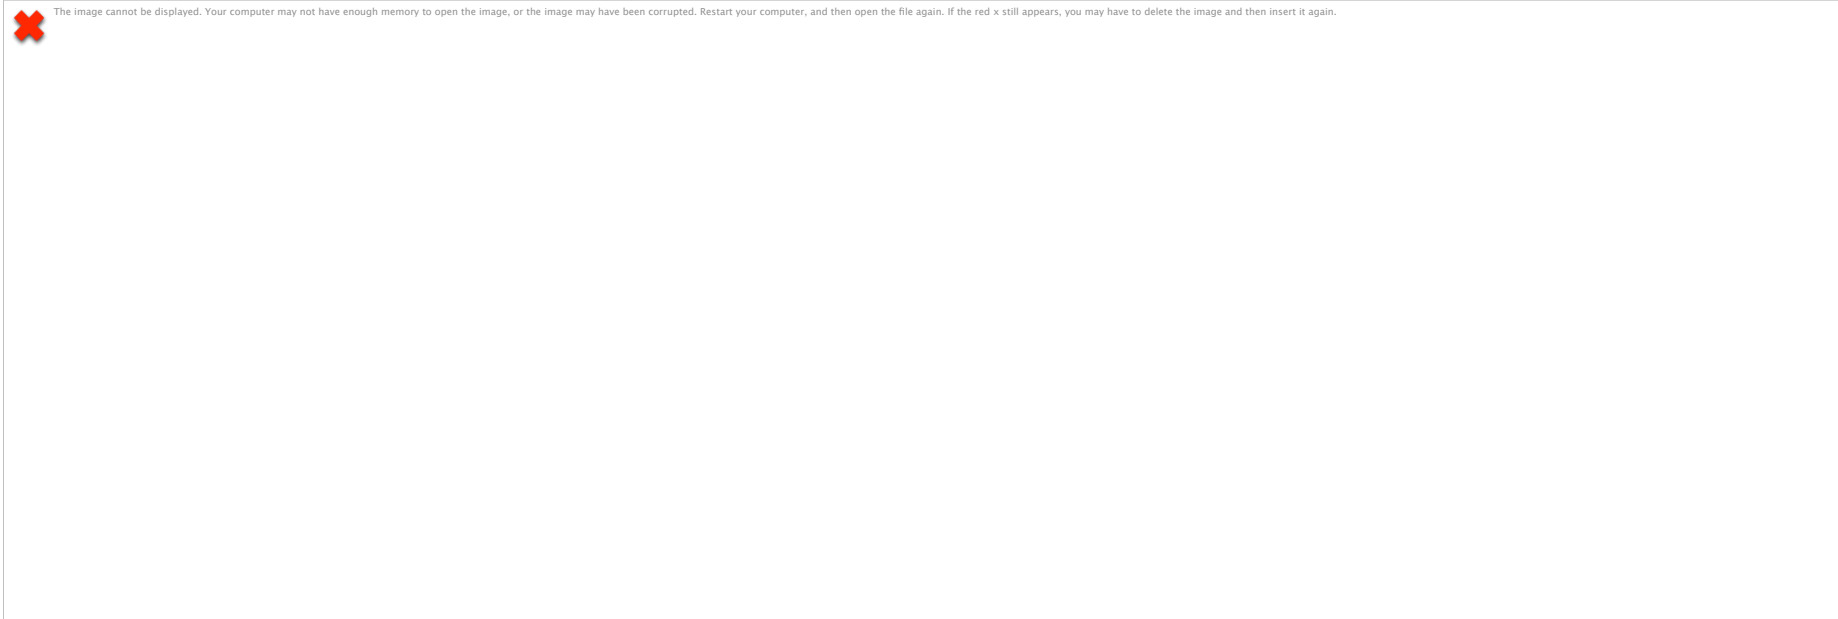 The image cannot be displayed. Your computer may not have enough memory to open the image, or the image may have been corrupted. Restart your computer, and then open the file again. If the red x still appears, you may have to delete the image and then insert it again.